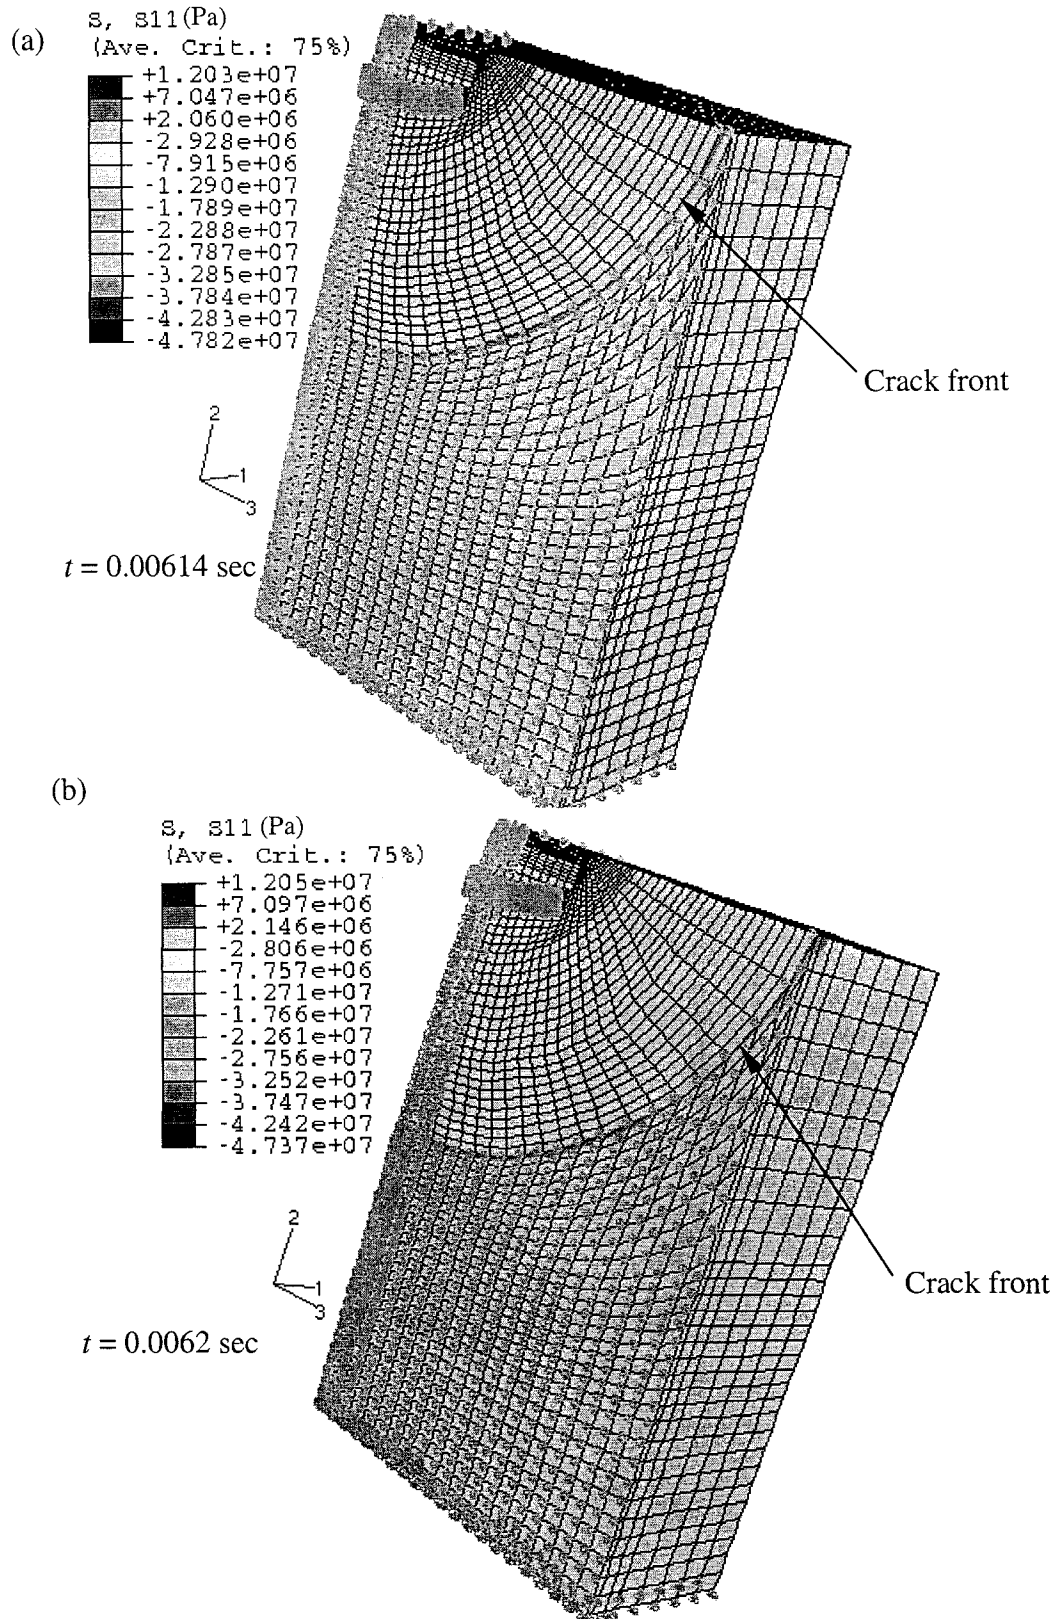 (a)
S, S11 (Pa)
(Ave. Crit.: 75%)
+1.203e+07
+7.047e+06
+2.060e+06
-2.928e+06
-7.915e+06
-1.290e+07
-1.789e+07
-2.288e+07
-2.787e+07
-3.285e+07
-3.784e+07
-4.283e+07
-4.782e+07
Crack front
2
1
3
t = 0.00614 sec
(b)
S, S11 (Pa)
(Ave. Crit.: 75%)
+1.205e+07
+7.097e+06
+2.146e+06
-2.806e+06
-7.757e+06
-1.271e+07
-1.766e+07
-2.261e+07
-2.756e+07
-3.252e+07
-3.747e+07
-4.242e+07
-4.737e+07
2
1
3
Crack front
t = 0.0062 sec